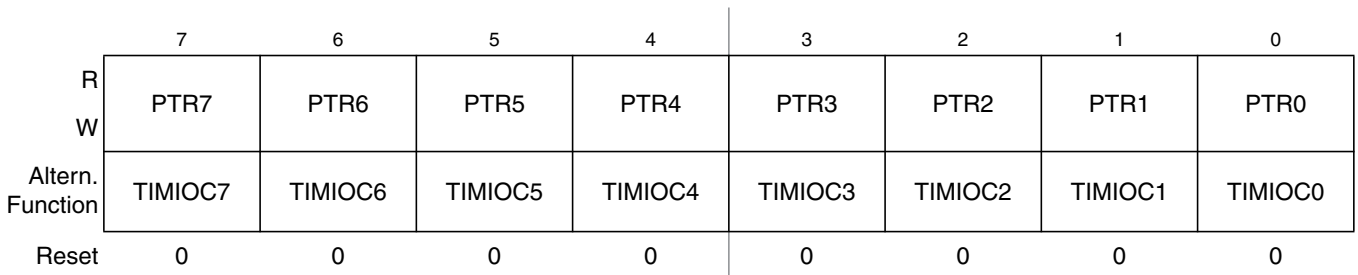 7 6 5 4 3 2 1 0
R
W
PTR7 PTR6 PTR5 PTR4 PTR3 PTR2 PTR1 PTR0
Altern.
Function
TIMIOC7 TIMIOC6 TIMIOC5 TIMIOC4 TIMIOC3 TIMIOC2 TIMIOC1 TIMIOC0
Reset 0 0 0 0 0 0 0 0